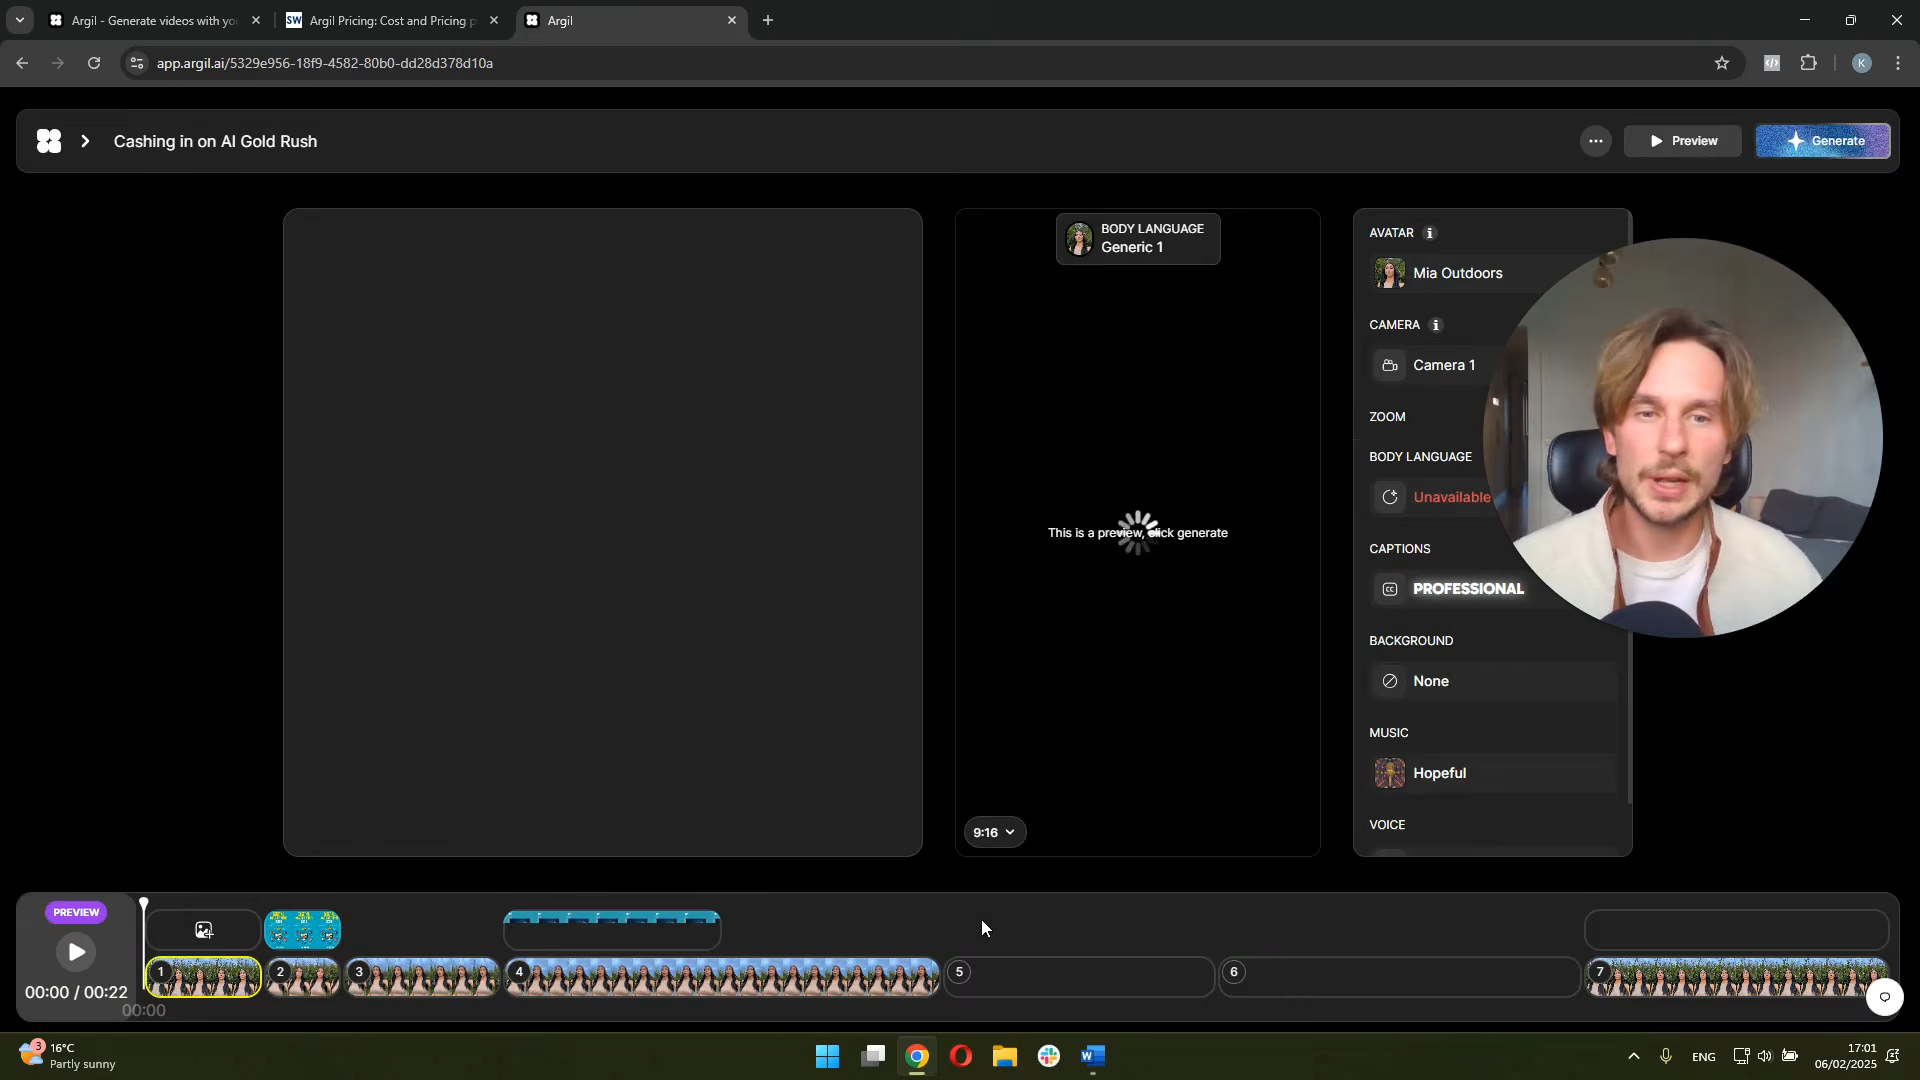 Argil - Generate videos with yo
SW
Argil Pricing: Cost and Pricing p
Argil
app.argil.ai/5329e956-18f9-4582-80b0-dd28d378d10a
K
Cashing in on AI Gold Rush
Preview
Generate
BODY LANGUAGE
Generic 1
This is a preview, click generate
9:16
AVATAR
Mia Outdoors
CAMERA
Camera 1
ZOOM
BODY LANGUAGE
Unavailable
CAPTIONS
CC
PROFESSIONAL
BACKGROUND
None
MUSIC
Hopeful
VOICE
PREVIEW
00:00 / 00:22
00:00
1
2
3
4
5
6
7
3
16°C
Partly sunny
ENG
17:01
06/02/2025